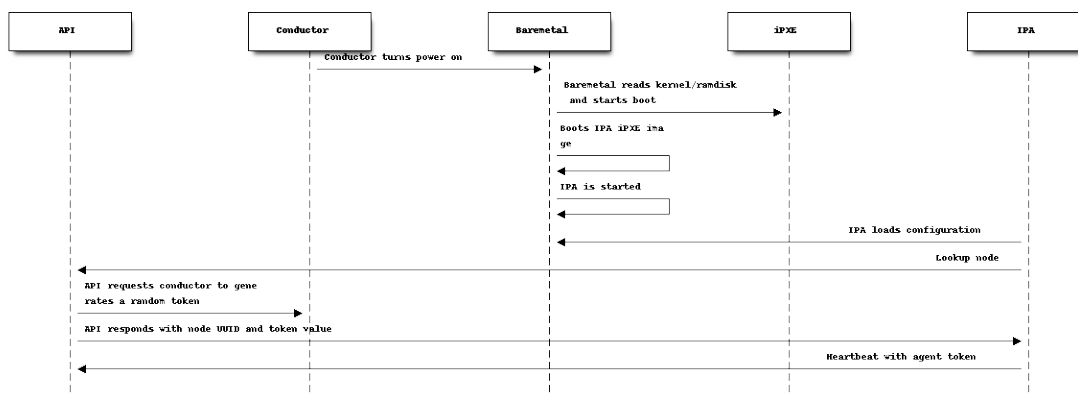 API Conductor Baremetal iPXE IPA
Conductor turns power on
Baremetal reads kernel/ramdisk
and starts boot
Boots IPA iPXE ima
ge
IPA is started
IPA loads configuration
Lookup node
API requests conductor to gene
rates a random token
API responds with node UUID and token value
Heartbeat with agent token